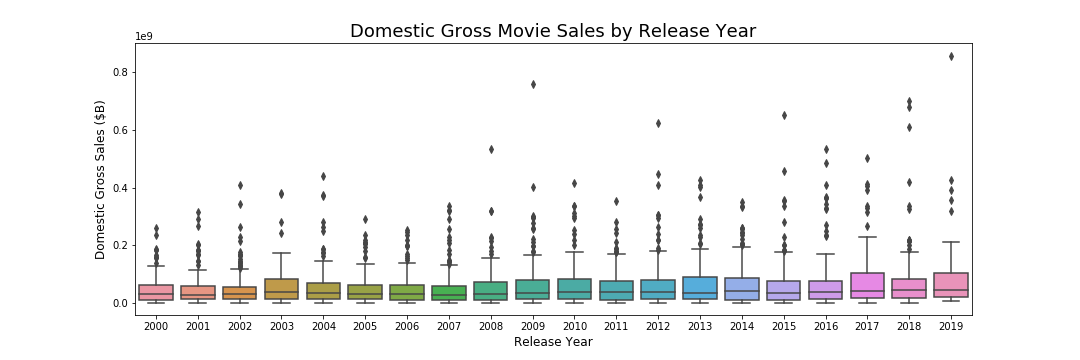 Domestic Gross Movie Sales by Release Year
1e9
0.8
0.6
0.4
0.2
0.0
Domestic Gross Sales ($B)
2000 2001 2002 2003 2004 2005 2006 2007 2008 2009 2010 2011 2012 2013 2014 2015 2016 2017 2018 2019
Release Year